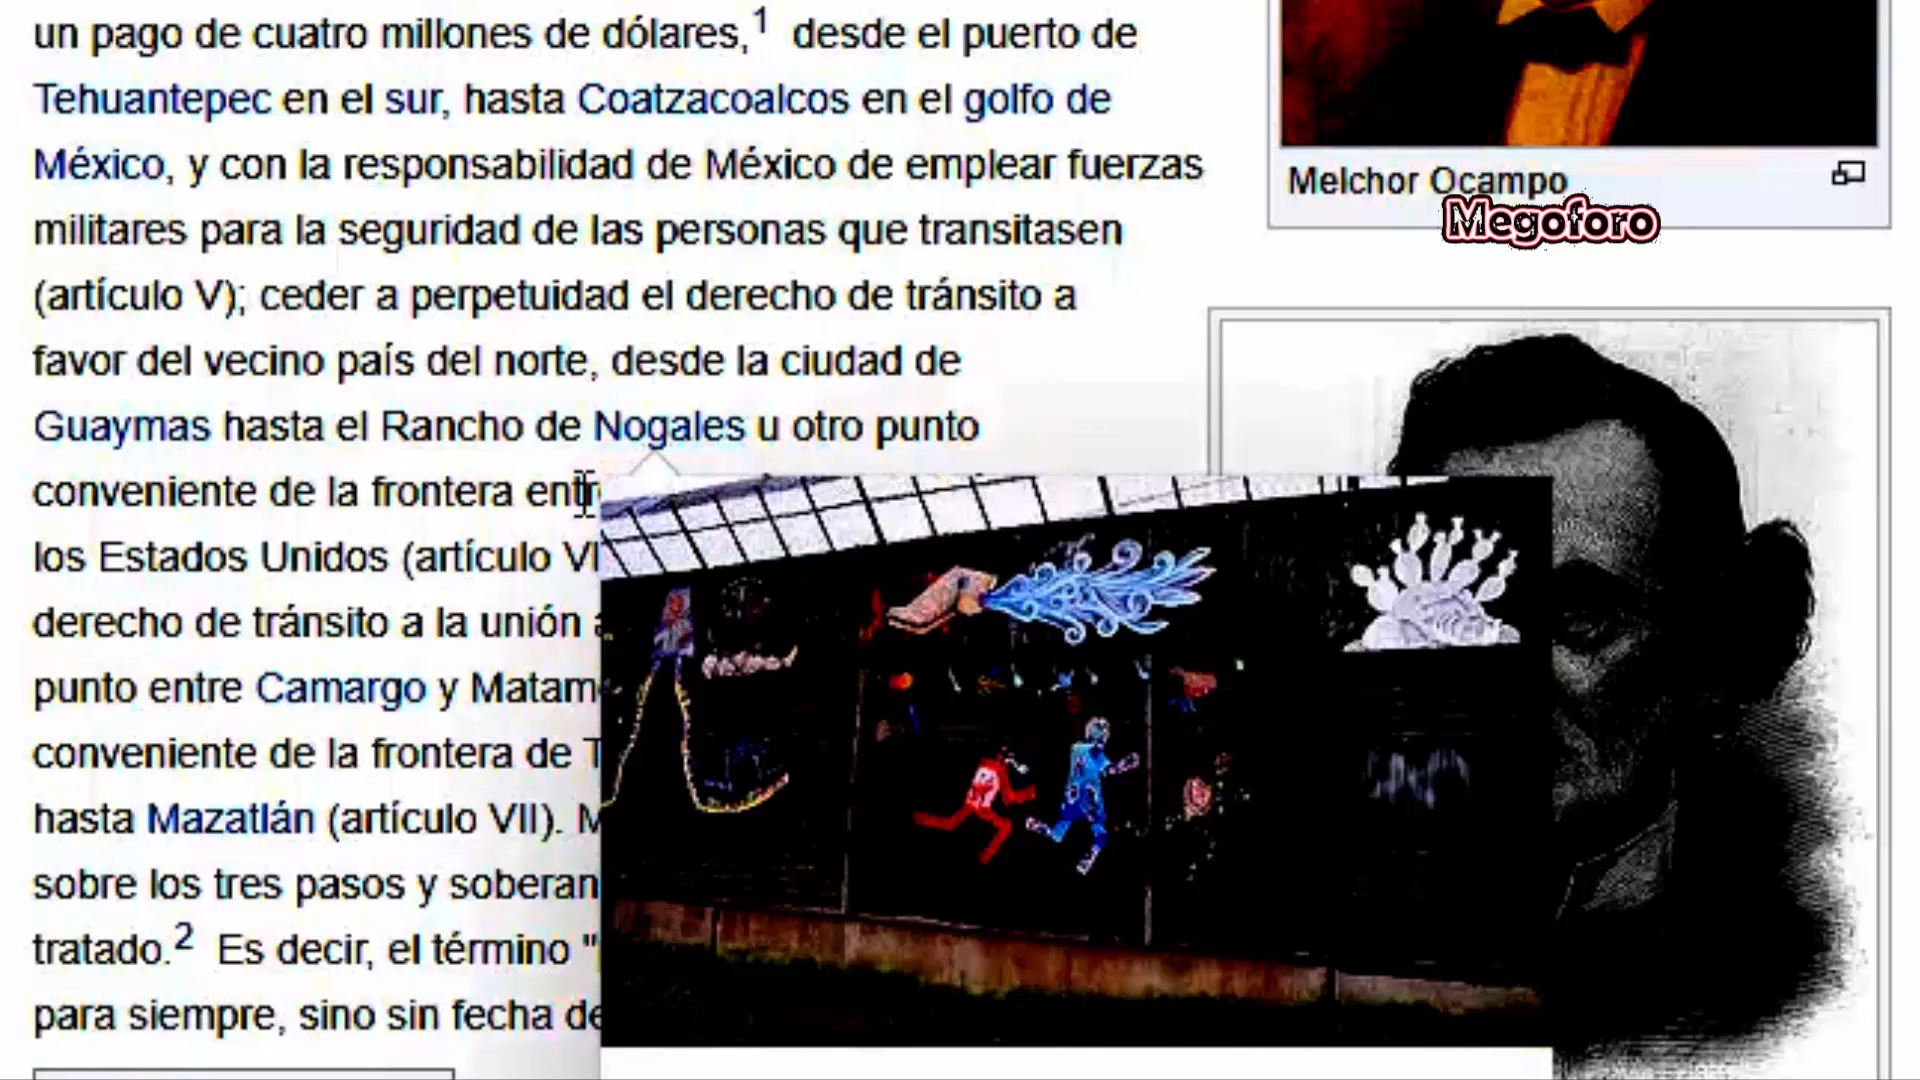 un pago de cuatro millones de dólares,1 desde el puerto de
Tehuantepec en el sur, hasta Coatzacoalcos en el golfo de
México, y con la responsabilidad de México de emplear fuerzas
militares para la seguridad de las personas que transitasen
(artículo V); ceder a perpetuidad el derecho de tránsito a
favor del vecino país del norte, desde la ciudad de
Guaymas hasta el Rancho de Nogales u otro punto
conveniente de la frontera
los Estados Unidos (artículo VI
derecho de tránsito a la unión
punto entre Camargo y Matam
conveniente de la frontera de T
hasta Mazatlán (artículo VII). M
sobre los tres pasos y soberan
tratado.2 Es decir, el término "
para siempre, sino sin fecha de
Melchor Ocampo
Megoforo